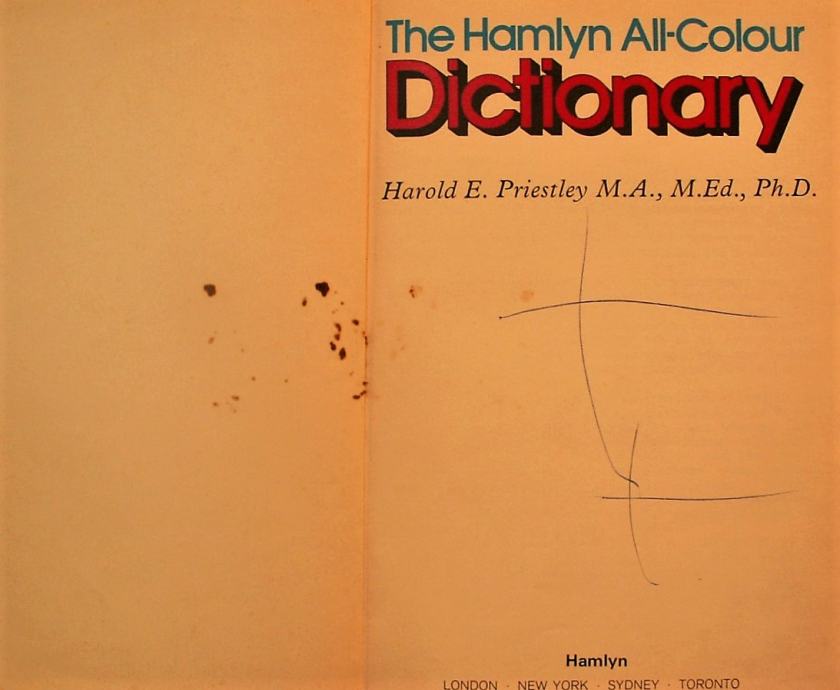 The Hamlyn All-Colour
Dictionary
Harold E. Priestley M.A., M.Ed., Ph.D.
Hamlyn
LONDON · NEW YORK · SYDNEY · TORONTO